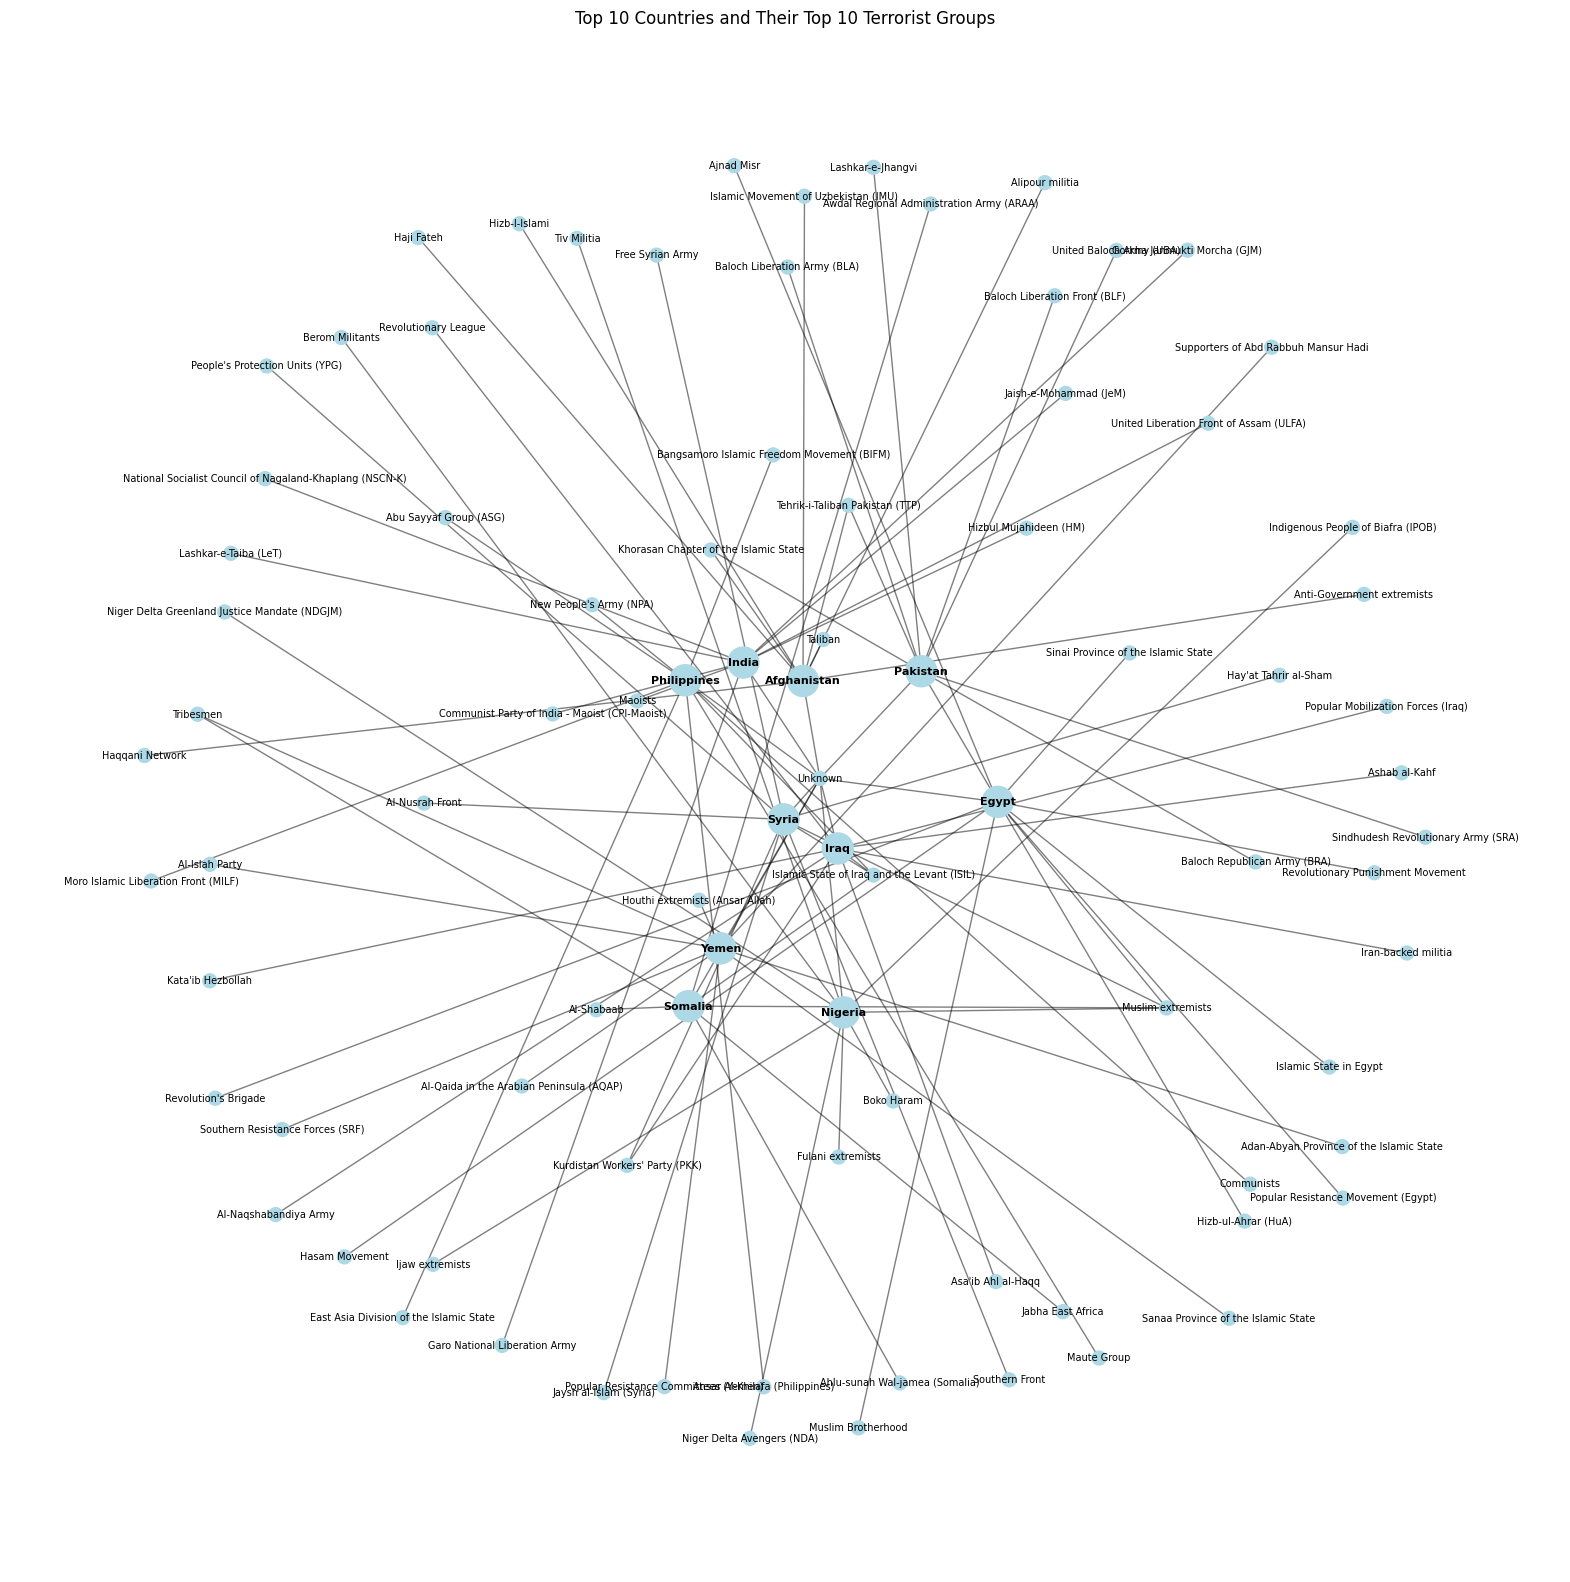 Top 10 Countries and Their Top 10 Terrorist Groups
Ajnad Misr
Lashkar-e-Jhangvi
Alipour militia
Islamic Movement of Uzbekistan (IMU)
Awdal Regional Administration Army (ARAA)
Hizb-I-Islami
Haji Fateh
Tiv Militia
Free Syrian Army
United Baloch Army (UBA)
Gorkha Janmukti Morcha (GJM)
Baloch Liberation Army (BLA)
Baloch Liberation Front (BLF)
Revolutionary League
Berom Militants
Supporters of Abd Rabbuh Mansur Hadi
People's Protection Units (YPG)
Jaish-e-Mohammad (JeM)
United Liberation Front of Assam (ULFA)
Bangsamoro Islamic Freedom Movement (BIFM)
National Socialist Council of Nagaland-Khaplang (NSCN-K)
Tehrik-i-Taliban Pakistan (TTP)
Abu Sayyaf Group (ASG)
Hizbul Mujahideen (HM)
Indigenous People of Biafra (IPOB)
Khorasan Chapter of the Islamic State
Lashkar-e-Taiba (LeT)
Anti-Government extremists
New People's Army (NPA)
Niger Delta Greenland Justice Mandate (NDGJM)
Taliban
Sinai Province of the Islamic State
India
Pakistan
Hay'at Tahrir al-Sham
Philippines
Afghanistan
Maoists
Popular Mobilization Forces (Iraq)
Tribesmen
Communist Party of India - Maoist (CPI-Maoist)
Haqqani Network
Ashab al-Kahf
Unknown
Al-Nusrah Front
Egypt
Syria
Sindhudesh Revolutionary Army (SRA)
Iraq
Baloch Republican Army (BRA)
Al-Islah Party
Revolutionary Punishment Movement
Islamic State of Iraq and the Levant (ISIL)
Moro Islamic Liberation Front (MILF)
Houthi extremists (Ansar Allah)
Yemen
Iran-backed militia
Kata'ib Hezbollah
Somalia
Muslim extremists
Al-Shabaab
Nigeria
Islamic State in Egypt
Al-Qaida in the Arabian Peninsula (AQAP)
Revolution's Brigade
Boko Haram
Southern Resistance Forces (SRF)
Adan-Abyan Province of the Islamic State
Fulani extremists
Kurdistan Workers' Party (PKK)
Communists
Popular Resistance Movement (Egypt)
Al-Naqshabandiya Army
Hizb-ul-Ahrar (HuA)
Hasam Movement
Ijaw extremists
Asa'ib Ahl al-Haqq
Jabha East Africa
East Asia Division of the Islamic State
Sanaa Province of the Islamic State
Garo National Liberation Army
Maute Group
Southern Front
Ahlu-sunah Wal-jamea (Somalia)
Popular Resistance Committees (Yemen)
Ansar Al-Khilafa (Philippines)
Jaysh al-Islam (Syria)
Muslim Brotherhood
Niger Delta Avengers (NDA)